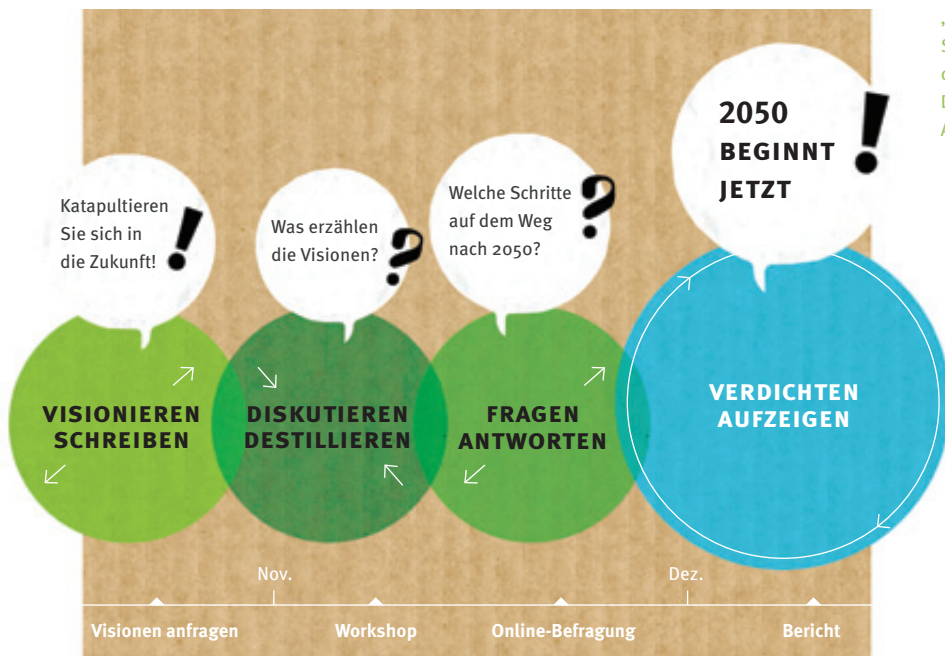 Katapultieren
Sie sich in
die Zukunft!
!
Was erzählen
die Visionen?
?
Welche Schritte
auf dem Weg
nach 2050?
?
2050
BEGINNT
JETZT
!
VISIONIEREN
SCHREIBEN
DISKUTIEREN
DESTILLIEREN
FRAGEN
ANTWORTEN
VERDICHTEN
AUFZEIGEN
Nov.
Dez.
Visionen anfragen
Workshop
Online-Befragung
Bericht